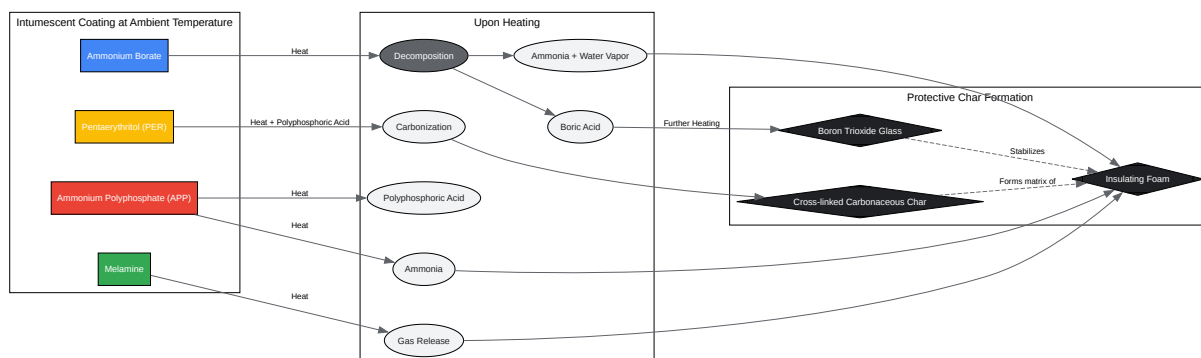 Intumescent Coating at Ambient Temperature
Upon Heating
Ammonium Borate
Heat
Decomposition
Ammonia + Water Vapor
Protective Char Formation
Pentaerythritol (PER)
Heat + Polyphosphoric Acid
Carbonization
Boric Acid
Further Heating
Boron Trioxide Glass
Stabilizes
Insulating Foam
Ammonium Polyphosphate (APP)
Heat
Polyphosphoric Acid
Forms matrix of
Cross-linked Carbonaceous Char
Heat
Ammonia
Melamine
Heat
Gas Release